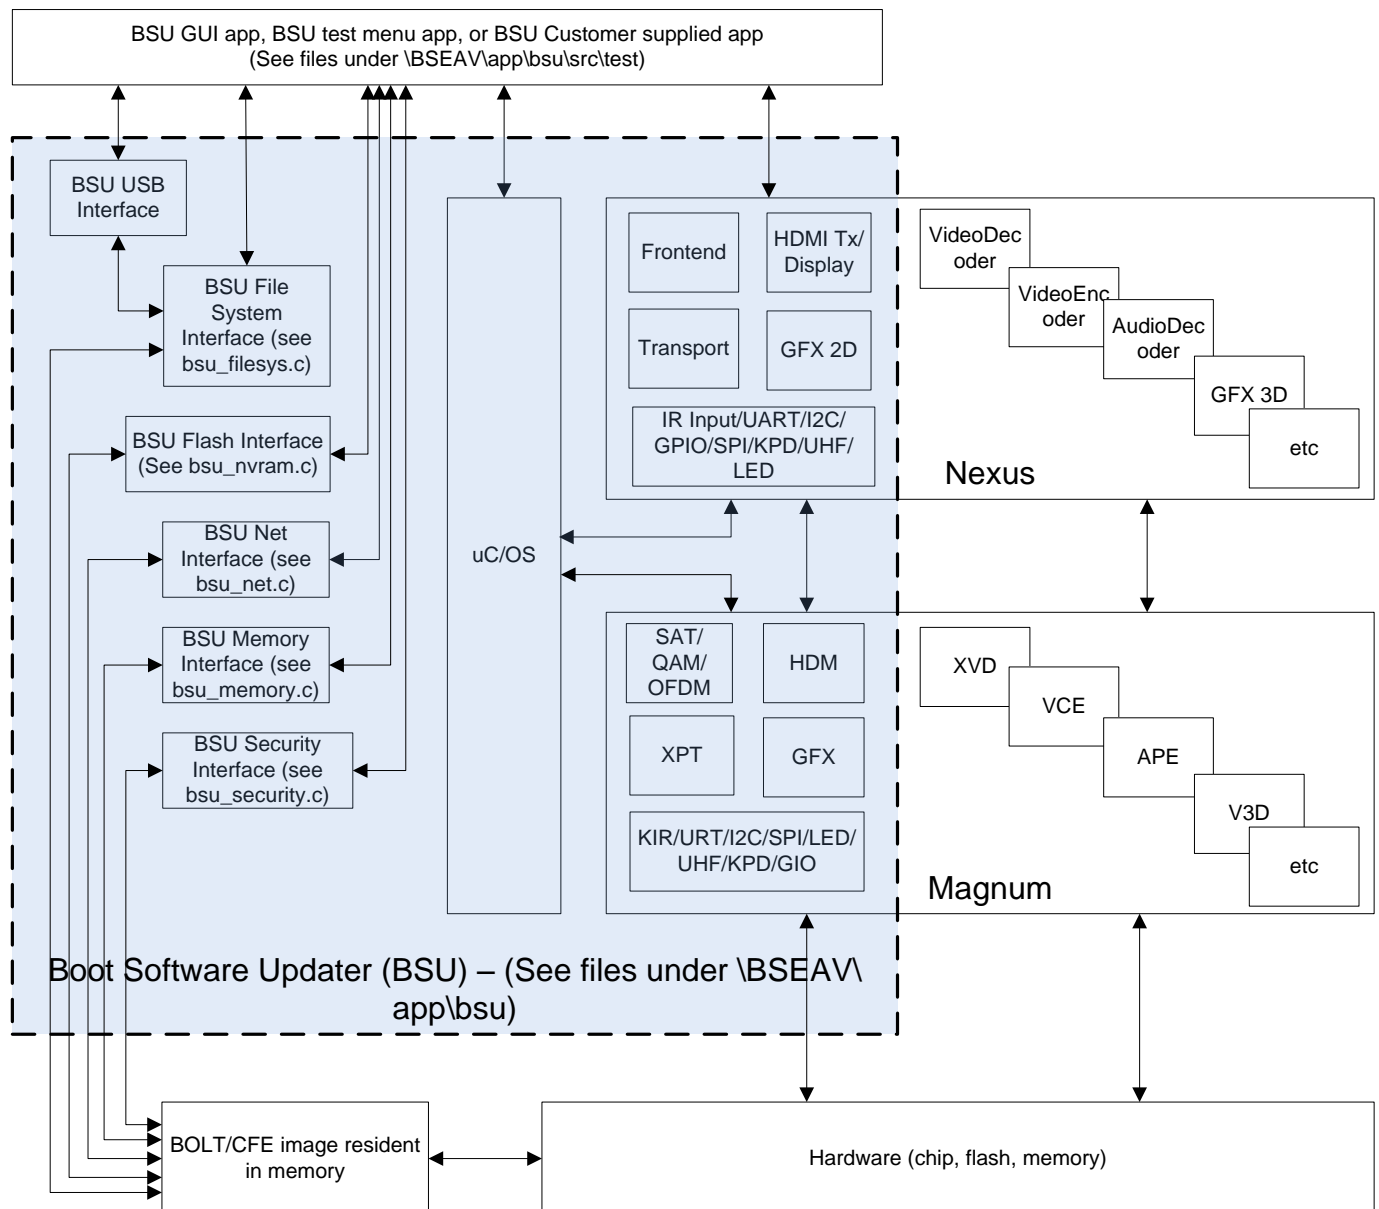 BSU GUI app, BSU test menu app, or BSU Customer supplied app
(See files under \BSEAV\app\bsu\src\test)
BSU USB
Interface
BSU File
System
Interface (see
bsu_filesys.c)
BSU Flash Interface
(See bsu_nvram.c)
BSU Net
Interface (see
bsu_net.c)
BSU Memory
Interface (see
bsu_memory.c)
BSU Security
Interface (see
bsu_security.c)
uC/OS
Frontend
HDMI Tx/
Display
Transport
GFX 2D
IR Input/UART/I2C/
GPIO/SPI/KPD/UHF/
LED
VideoDec
oder
VideoEnc
oder
AudioDec
oder
GFX 3D
etc
Nexus
SAT/
QAM/
OFDM
HDM
XPT
GFX
KIR/URT/I2C/SPI/LED/
UHF/KPD/GIO
XVD
VCE
APE
V3D
etc
Magnum
Boot Software Updater (BSU) – (See files under \BSEAV\
app\bsu)
BOLT/CFE image resident
in memory
Hardware (chip, flash, memory)